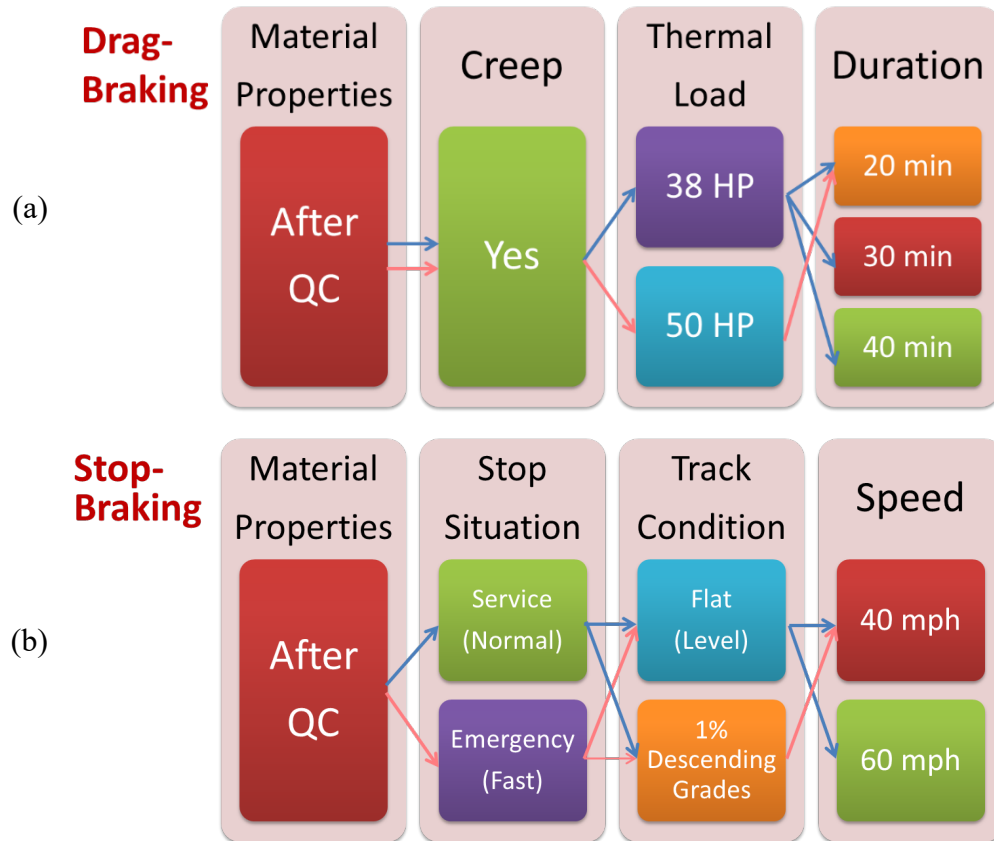 Drag-
Braking
(a)
Material
Properties
After
QC
Creep
Yes
Thermal
Load
38 HP
50 HP
Duration
20 min
30 min
40 min
Stop-
Braking
(b)
Material
Properties
After
QC
Stop
Situation
Service
(Normal)
Emergency
(Fast)
Track
Condition
Flat
(Level)
1%
Descending
Grades
Speed
40 mph
60 mph